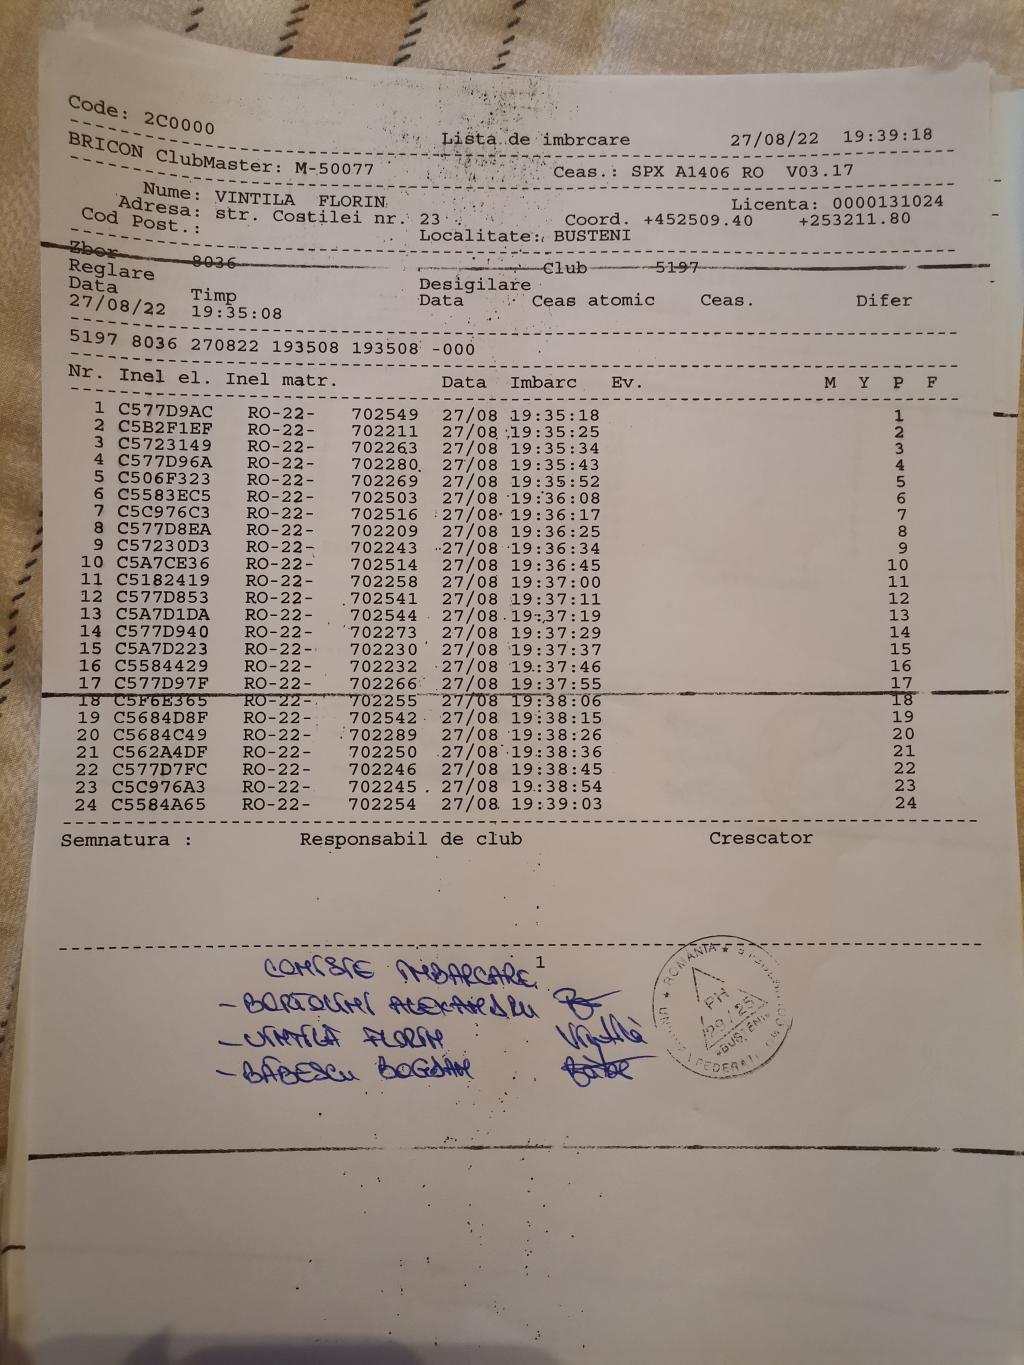 Code: 2C0000
Lista de imbrcare 27/08/22 19:39:18
BRICON ClubMaster: M-50077 Ceas.: SPX A1406 RO V03.17
Nume: VINTILA FLORIN Licenta: 0000131024
Adresa: str. Costilei nr. 23 Coord. +452509.40 +253211.80
Cod Post.: Localitate: BUSTENI
Zbor 8036 Club 5197
Reglare Desigilare
Data Timp Data Ceas atomic Ceas. Difer
27/08/22 19:35:08
5197 8036 270822 193508 193508 -000
Nr. Inel el. Inel matr. Data Imbarc Ev. M Y P F
1 C577D9AC RO-22- 702549 27/08 19:35:18 1
2 C5B2F1EF RO-22- 702211 27/08 19:35:25 2
3 C5723149 RO-22- 702263 27/08 19:35:34 3
4 C577D96A RO-22- 702280 27/08 19:35:43 4
5 C506F323 RO-22- 702269 27/08 19:35:52 5
6 C5583EC5 RO-22- 702503 27/08 19:36:08 6
7 C5C976C3 RO-22- 702516 27/08 19:36:17 7
8 C577D8EA RO-22- 702209 27/08 19:36:25 8
9 C57230D3 RO-22- 702243 27/08 19:36:34 9
10 C5A7CE36 RO-22- 702514 27/08 19:36:45 10
11 C5182419 RO-22- 702258 27/08 19:37:00 11
12 C577D853 RO-22- 702541 27/08 19:37:11 12
13 C5A7D1DA RO-22- 702544 27/08 19:37:19 13
14 C577D940 RO-22- 702273 27/08 19:37:29 14
15 C5A7D223 RO-22- 702230 27/08 19:37:37 15
16 C5584429 RO-22- 702232 27/08 19:37:46 16
17 C577D97F RO-22- 702266 27/08 19:37:55 17
18 C5F6E365 RO-22- 702255 27/08 19:38:06 18
19 C5684D8F RO-22- 702542 27/08 19:38:15 19
20 C5684C49 RO-22- 702289 27/08 19:38:26 20
21 C562A4DF RO-22- 702250 27/08 19:38:36 21
22 C577D7FC RO-22- 702246 27/08 19:38:45 22
23 C5C976A3 RO-22- 702245 27/08 19:38:54 23
24 C5584A65 RO-22- 702254 27/08 19:39:03 24
Semnatura : Responsabil de club Crescator
1
COMISIE IMBARCARE
- ALEXANDRU
- VINTILĂ FLORIN Vintilă
- BĂBESCU BOGDAN
ROMANIA
PH
29/25
BUSTENI